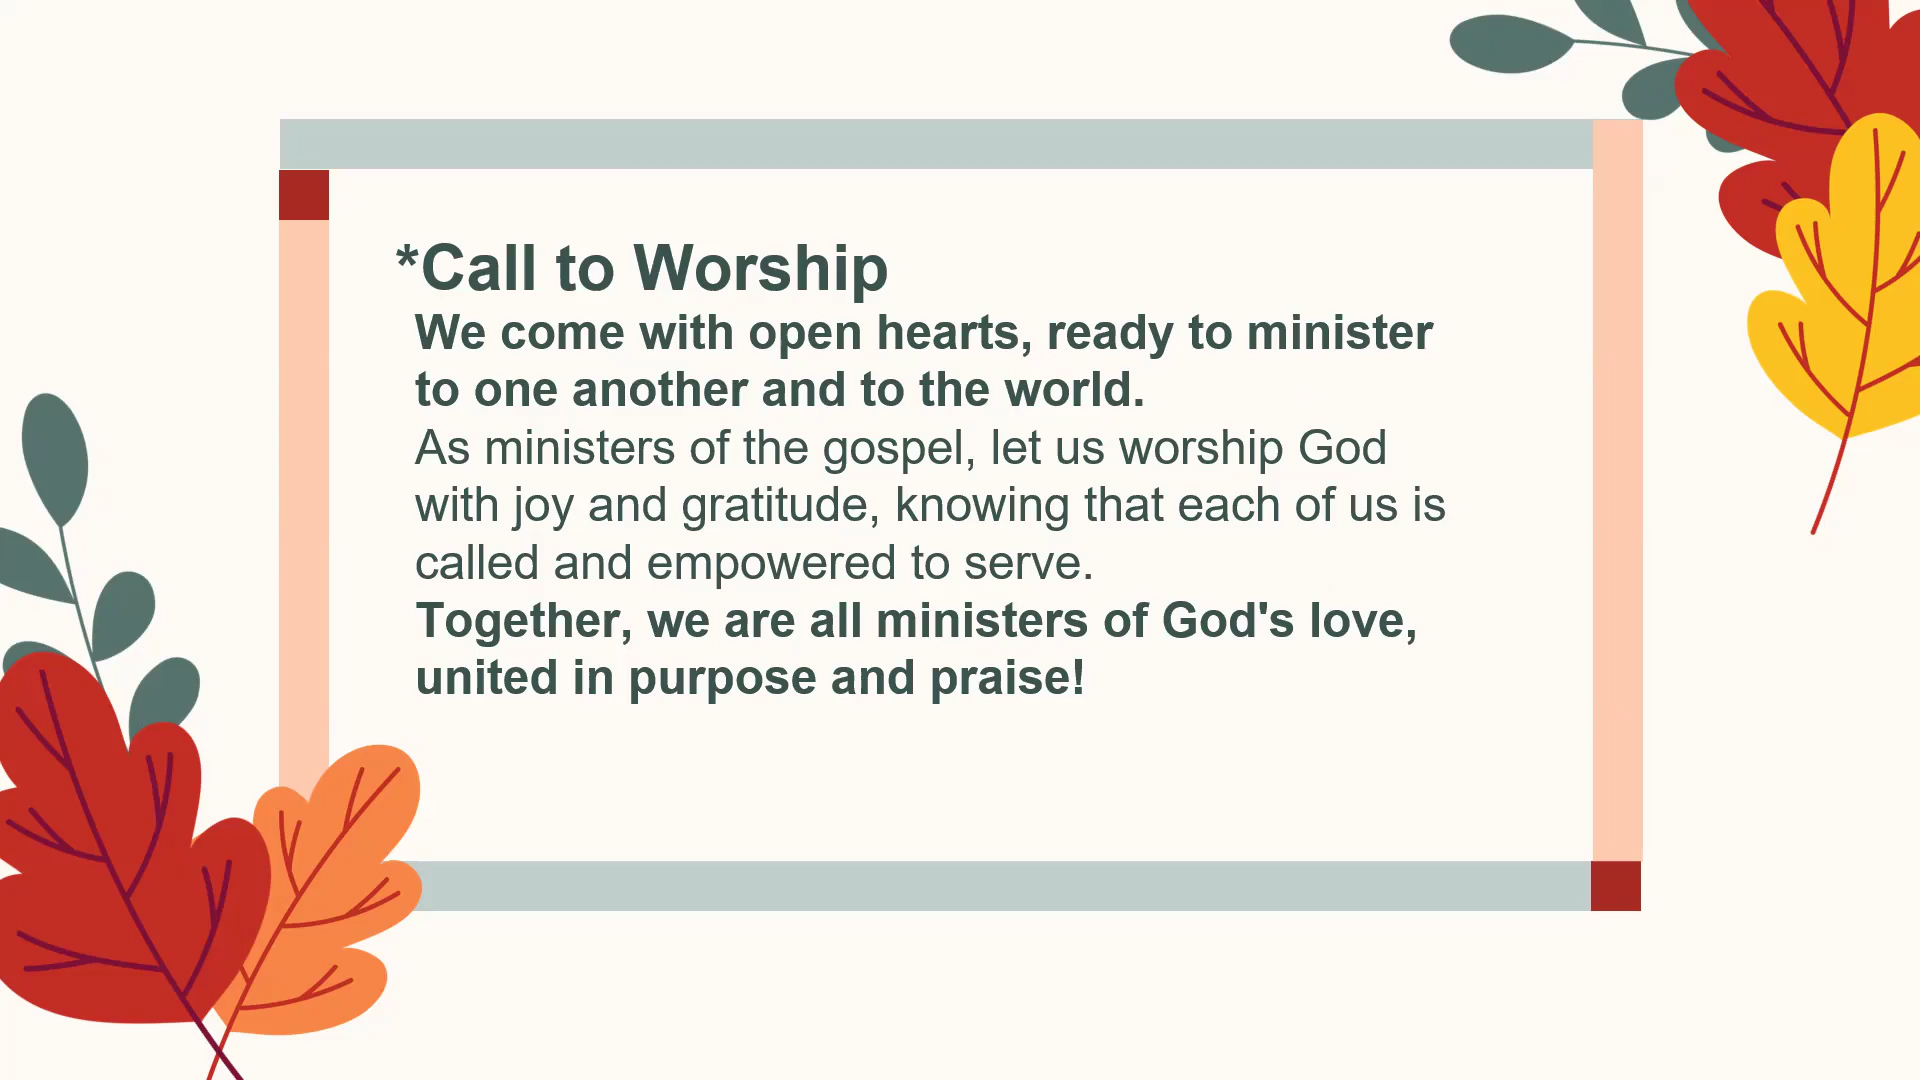 *Call to Worship
We come with open hearts, ready to minister
to one another and to the world.
As ministers of the gospel, let us worship God
with joy and gratitude, knowing that each of us is
called and empowered to serve.
Together, we are all ministers of God's love,
united in purpose and praise!